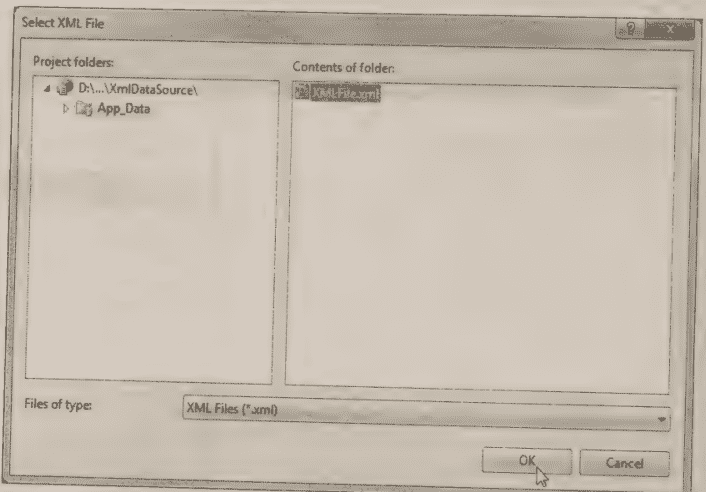 Select XML File
Project folders:
Contents of folder:
D:\...\XmlDataSource\
XMLFile.xml
App_Data
Files of type:
XML Files (*.xml)
OK
Cancel